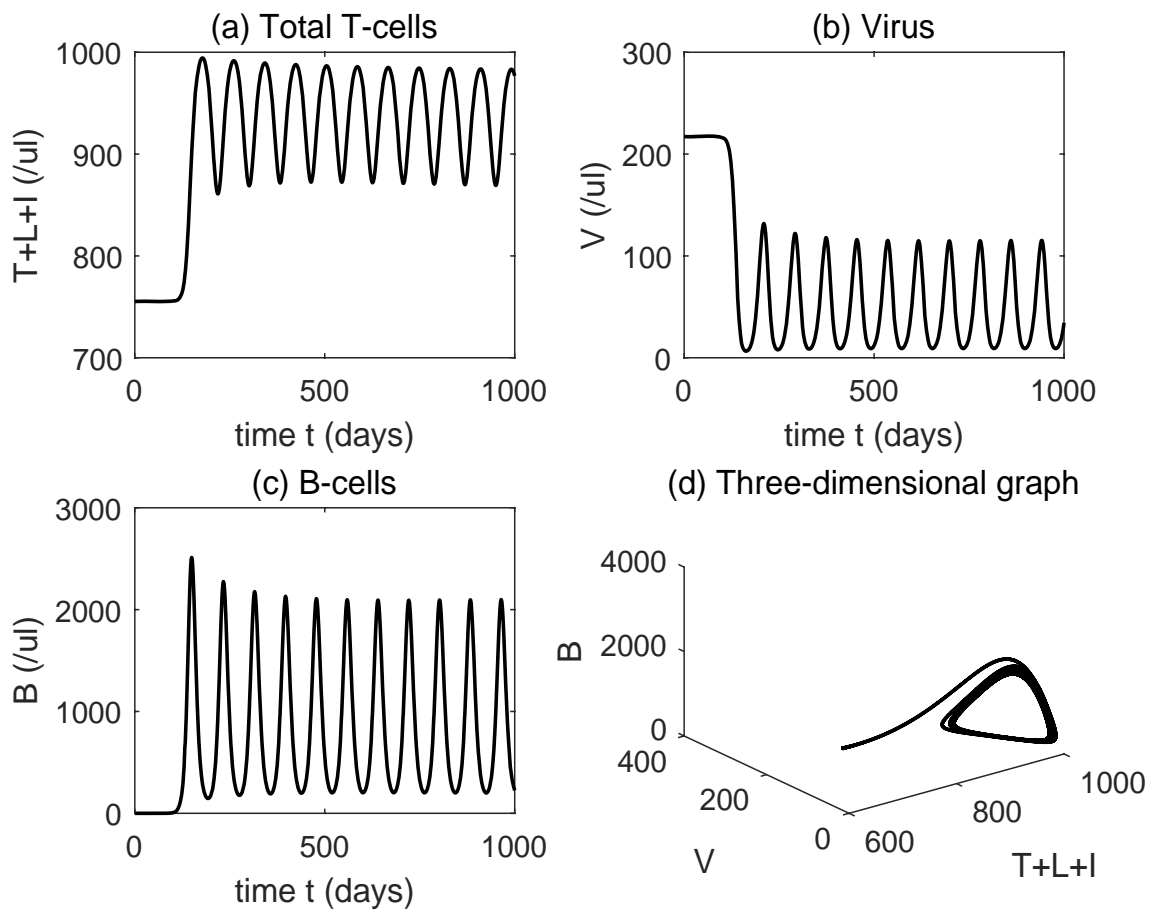 (a) Total T-cells
1000
900
800
700
T+L+I (/ul)
0 500 1000
time t (days)
(b) Virus
300
200
100
0
V (/ul)
0 500 1000
time t (days)
(c) B-cells
3000
2000
1000
0
B (/ul)
0 500 1000
time t (days)
(d) Three-dimensional graph
4000
2000
0
B
400
200
0
V
600
800
1000
T+L+I